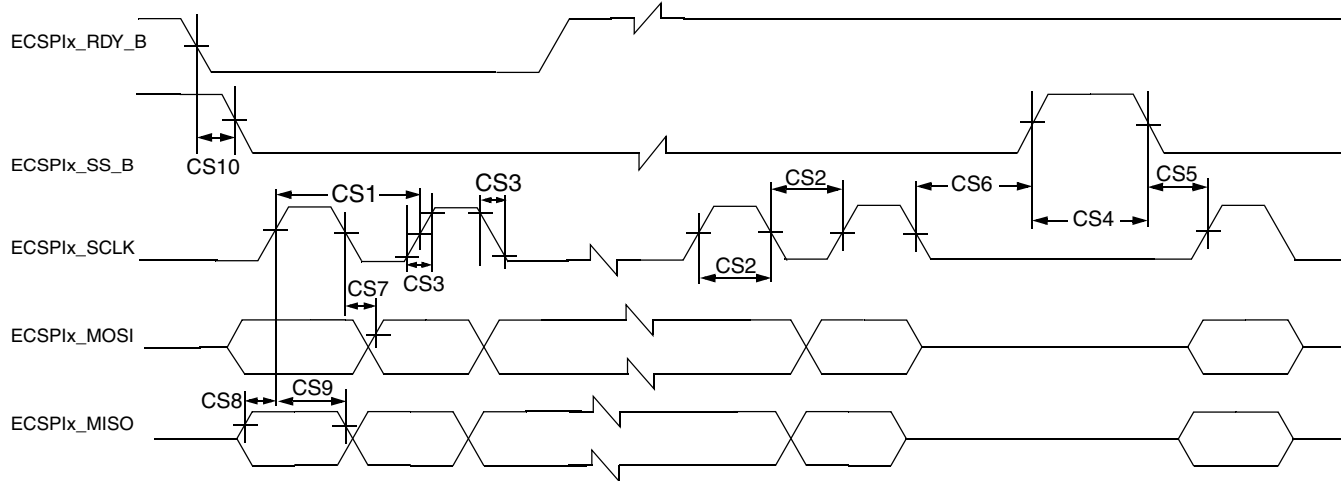 ECSPIx_RDY_B
CS10
ECSPIx_SS_B
CS1
CS3
CS2
CS6
CS5
CS4
ECSPIx_SCLK
CS3
CS2
CS7
ECSPIx_MOSI
CS8
CS9
ECSPIx_MISO